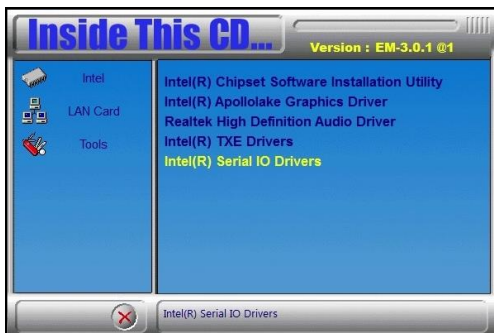 Inside This CD...
Version : EM-3.0.1 @1
Intel
LAN Card
Tools
Intel(R) Chipset Software Installation Utility
Intel(R) Apollolake Graphics Driver
Realtek High Definition Audio Driver
Intel(R) TXE Drivers
Intel(R) Serial IO Drivers
Intel(R) Serial IO Drivers